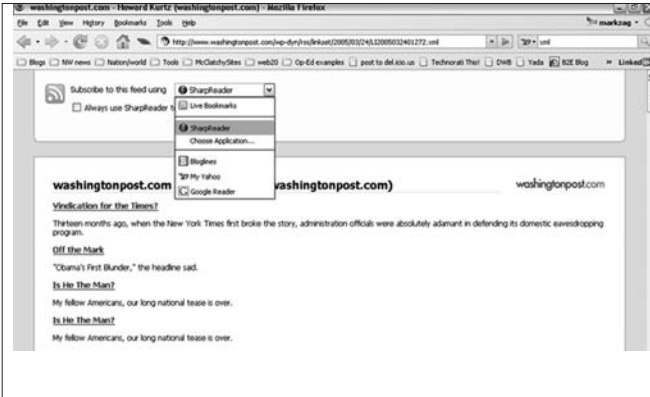 washingtonpost.com - Howard Kurtz (washingtonpost.com) - Mozilla Firefox
File Edit View History Bookmarks Tools Help markzag
http://www.washingtonpost.com/wp-dyn/rss/linkset/2005/03/24/LI2005032401272.xml xml
Blogs NW news Nation/world Tools McClatchySites web20 Op-Ed examples post to del.icio.us Technorati This! DWB Yada B2E Blog » Linked
Subscribe to this feed using SharpReader
Always use SharpReader t
Live Bookmarks
SharpReader
Choose Application...
Bloglines
My Yahoo
Google Reader
washingtonpost.com ashingtonpost.com) washingtonpost.com
Vindication for the Times?
Thirteen months ago, when the New York Times first broke the story, administration officials were absolutely adamant in defending its domestic eavesdropping
program.
Off the Mark
"Obama's First Blunder," the headline said.
Is He The Man?
My fellow Americans, our long national tease is over.
Is He The Man?
My fellow Americans, our long national tease is over.